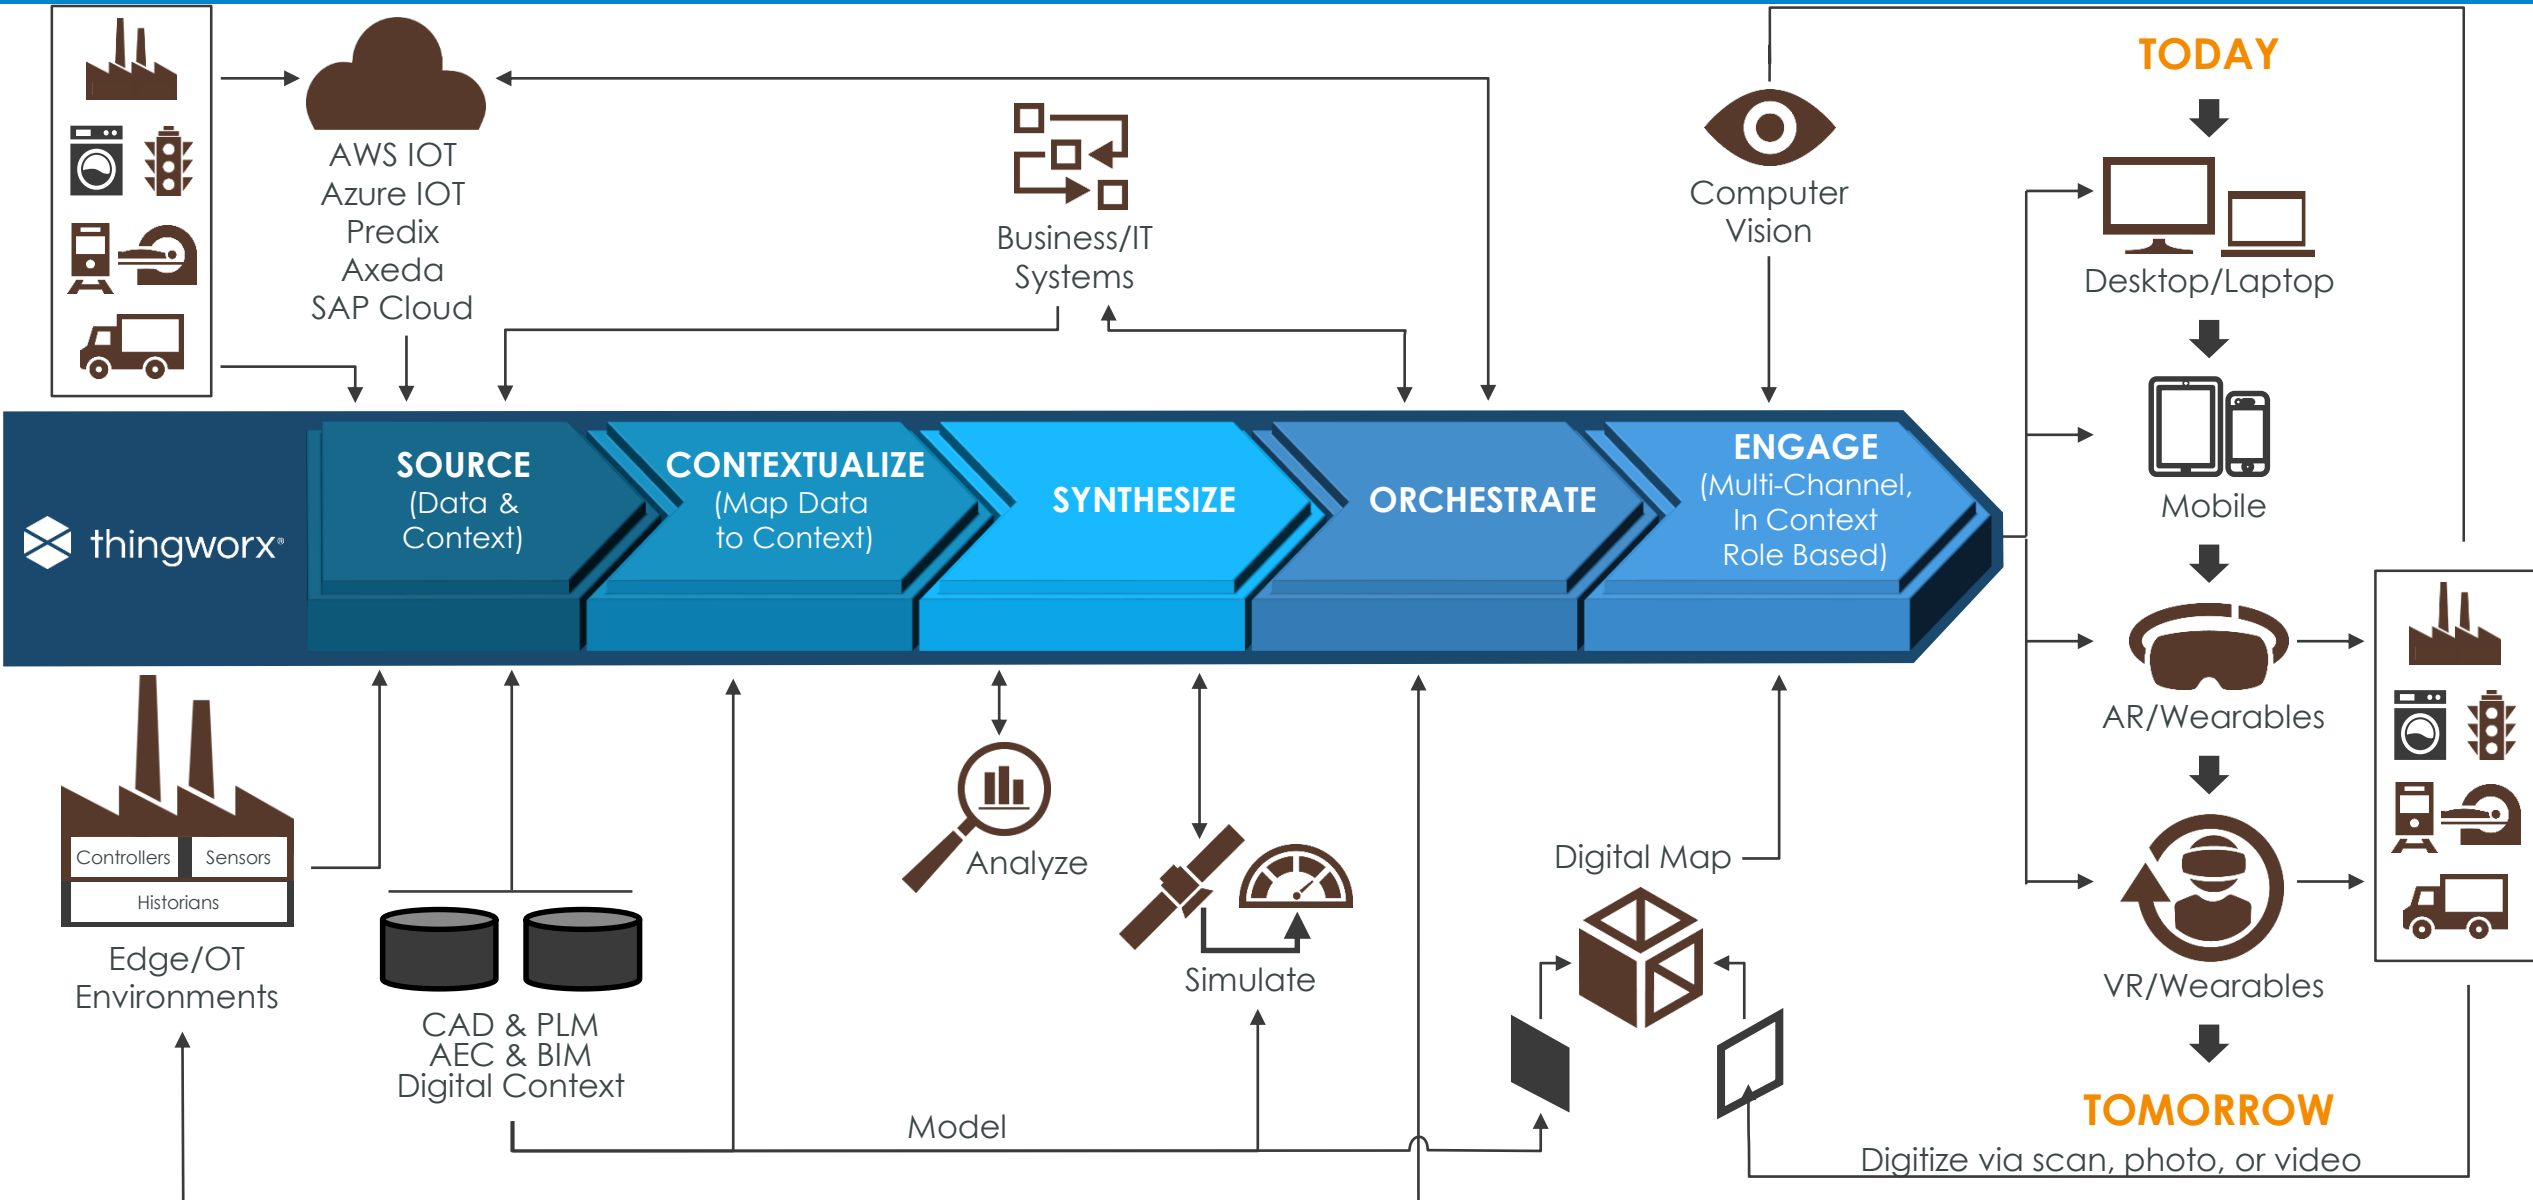 TODAY
AWS IOT
Azure IOT
Predix
Axeda
SAP Cloud
Business/IT
Systems
Computer
Vision
Desktop/Laptop
Mobile
AR/Wearables
VR/Wearables
TOMORROW
thingworx®
SOURCE
(Data &
Context)
CONTEXTUALIZE
(Map Data
to Context)
SYNTHESIZE
ORCHESTRATE
ENGAGE
(Multi-Channel,
In Context
Role Based)
Controllers
Sensors
Historians
Edge/OT
Environments
CAD & PLM
AEC & BIM
Digital Context
Analyze
Simulate
Digital Map
Model
Digitize via scan, photo, or video